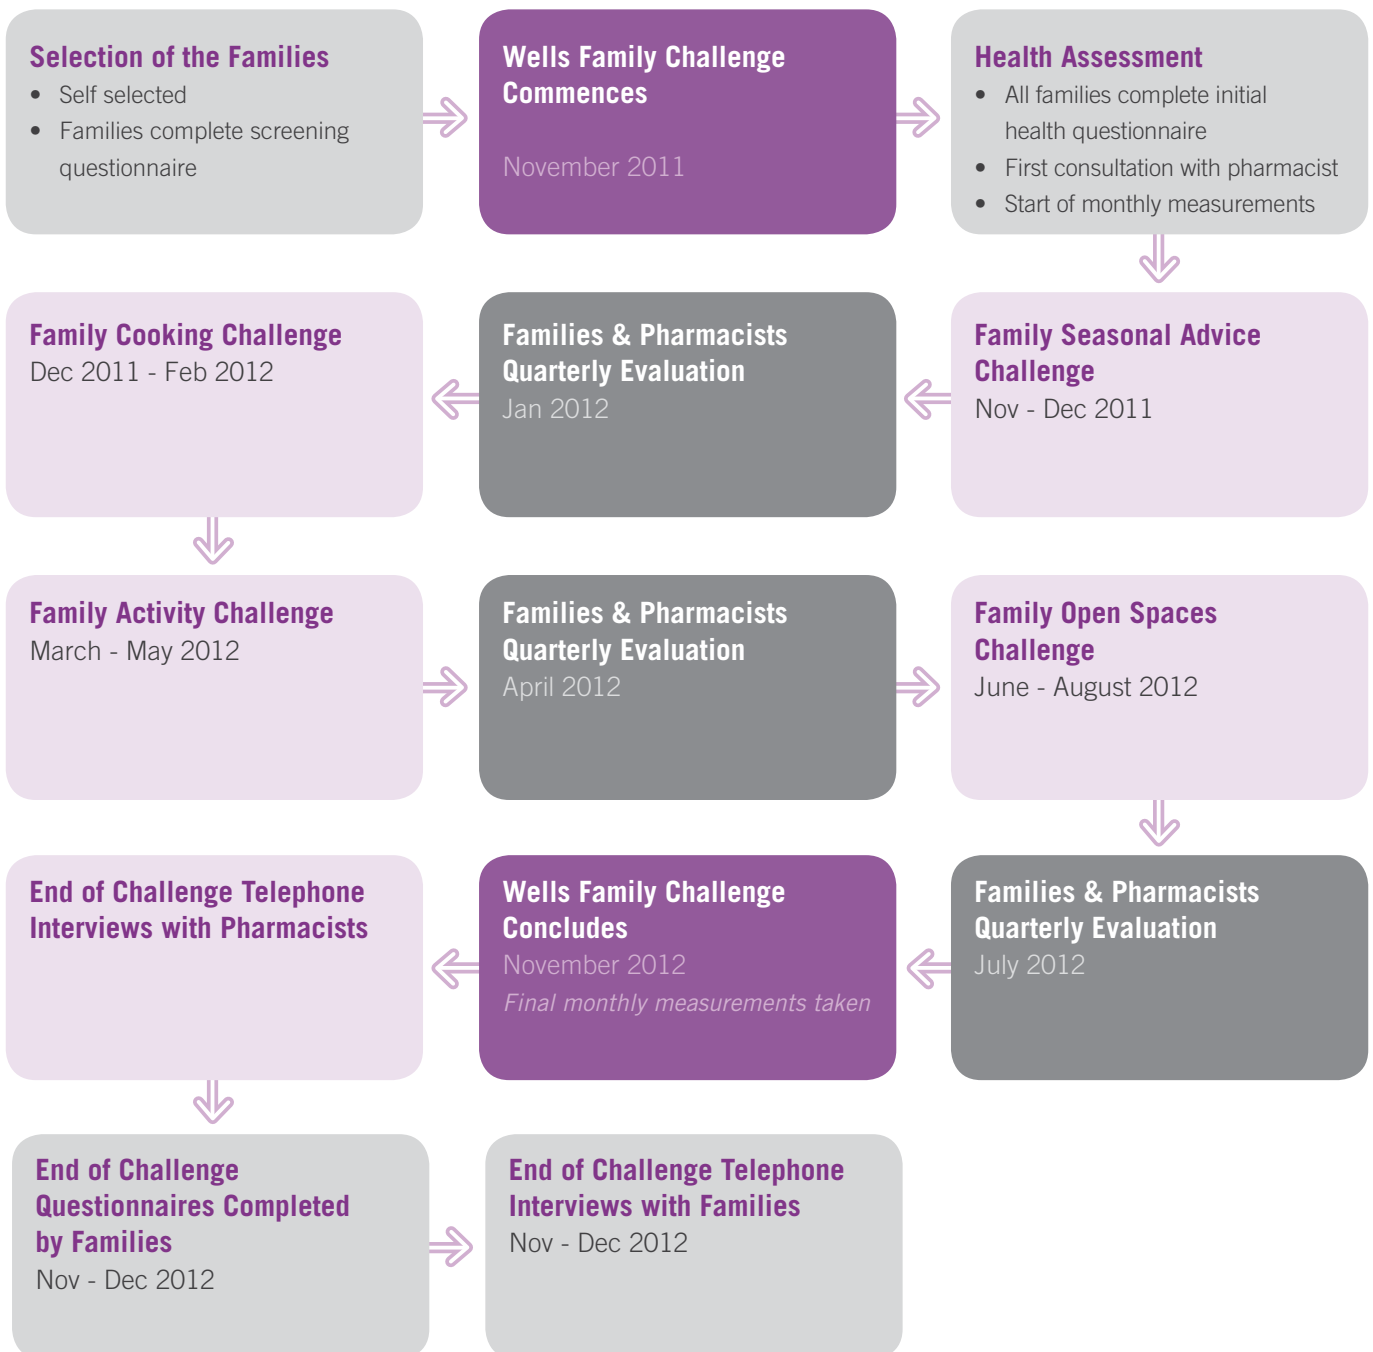 Selection of the Families
• Self selected
• Families complete screening
questionnaire
Wells Family Challenge
Commences
November 2011
Health Assessment
• All families complete initial
health questionnaire
• First consultation with pharmacist
• Start of monthly measurements
Family Seasonal Advice
Challenge
Nov - Dec 2011
Families & Pharmacists
Quarterly Evaluation
Jan 2012
Family Cooking Challenge
Dec 2011 - Feb 2012
Family Activity Challenge
March - May 2012
Families & Pharmacists
Quarterly Evaluation
April 2012
Family Open Spaces
Challenge
June - August 2012
Families & Pharmacists
Quarterly Evaluation
July 2012
Wells Family Challenge
Concludes
November 2012
Final monthly measurements taken
End of Challenge Telephone
Interviews with Pharmacists
End of Challenge
Questionnaires Completed
by Families
Nov - Dec 2012
End of Challenge Telephone
Interviews with Families
Nov - Dec 2012